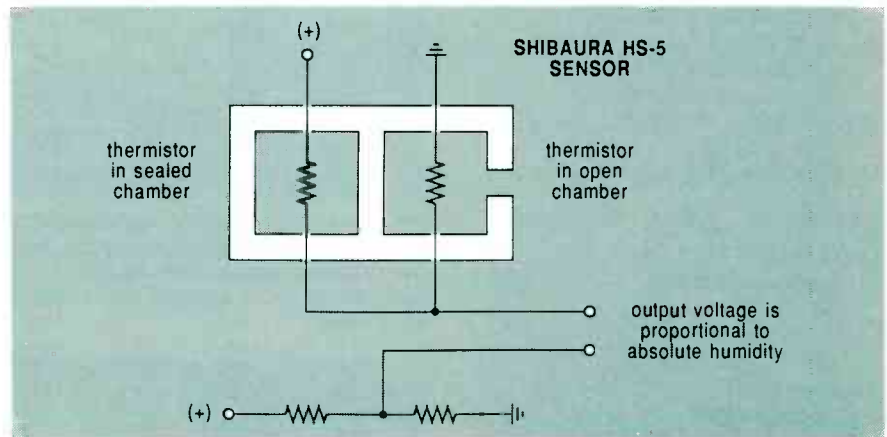 (+)
SHIBAURA HS-5
SENSOR
thermistor
in sealed
chamber
thermistor
in open
chamber
output voltage is
proportional to
absolute humidity
(+)